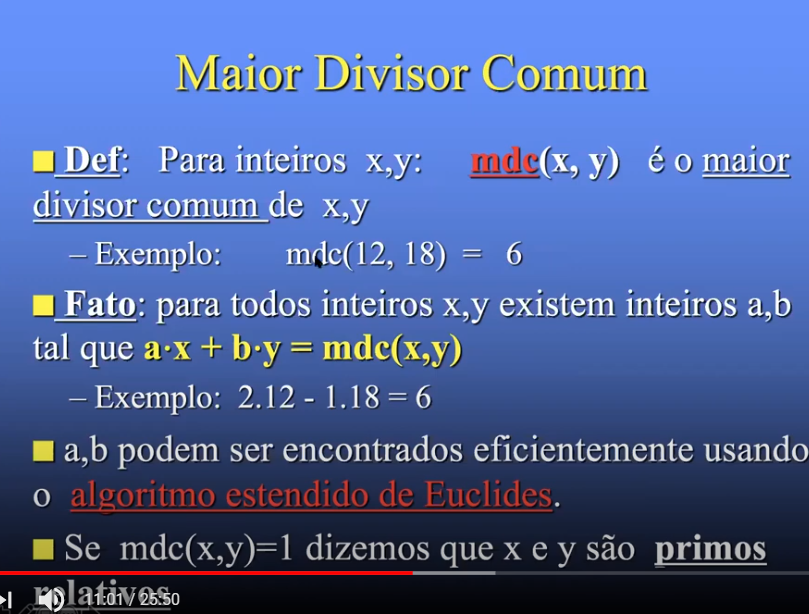 Maior Divisor Comum
Def: Para inteiros x,y: mdc(x, y) é o maior
divisor comum de x,y
– Exemplo: mdc(12, 18) = 6
Fato: para todos inteiros x,y existem inteiros a,b
tal que a·x + b·y = mdc(x,y)
– Exemplo: 2.12 - 1.18 = 6
a,b podem ser encontrados eficientemente usando
o algoritmo estendido de Euclides.
Se mdc(x,y)=1 dizemos que x e y são primos
relativos
11:01 / 25:50